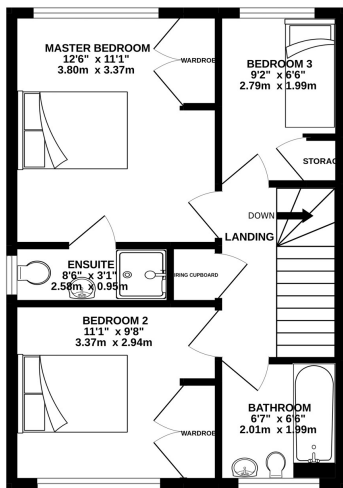 MASTER BEDROOM
12'6" x 11'1"
3.80m x 3.37m
WARDROBE
BEDROOM 3
9'2" x 6'6"
2.79m x 1.99m
STORAG
DOWN
LANDING
ENSUITE
8'6" x 3'1"
2.58m x 0.95m
RING CUPBOARD
BEDROOM 2
11'1" x 9'8"
3.37m x 2.94m
WARDROBE
BATHROOM
6'7" x 6'6"
2.01m x 1.99m